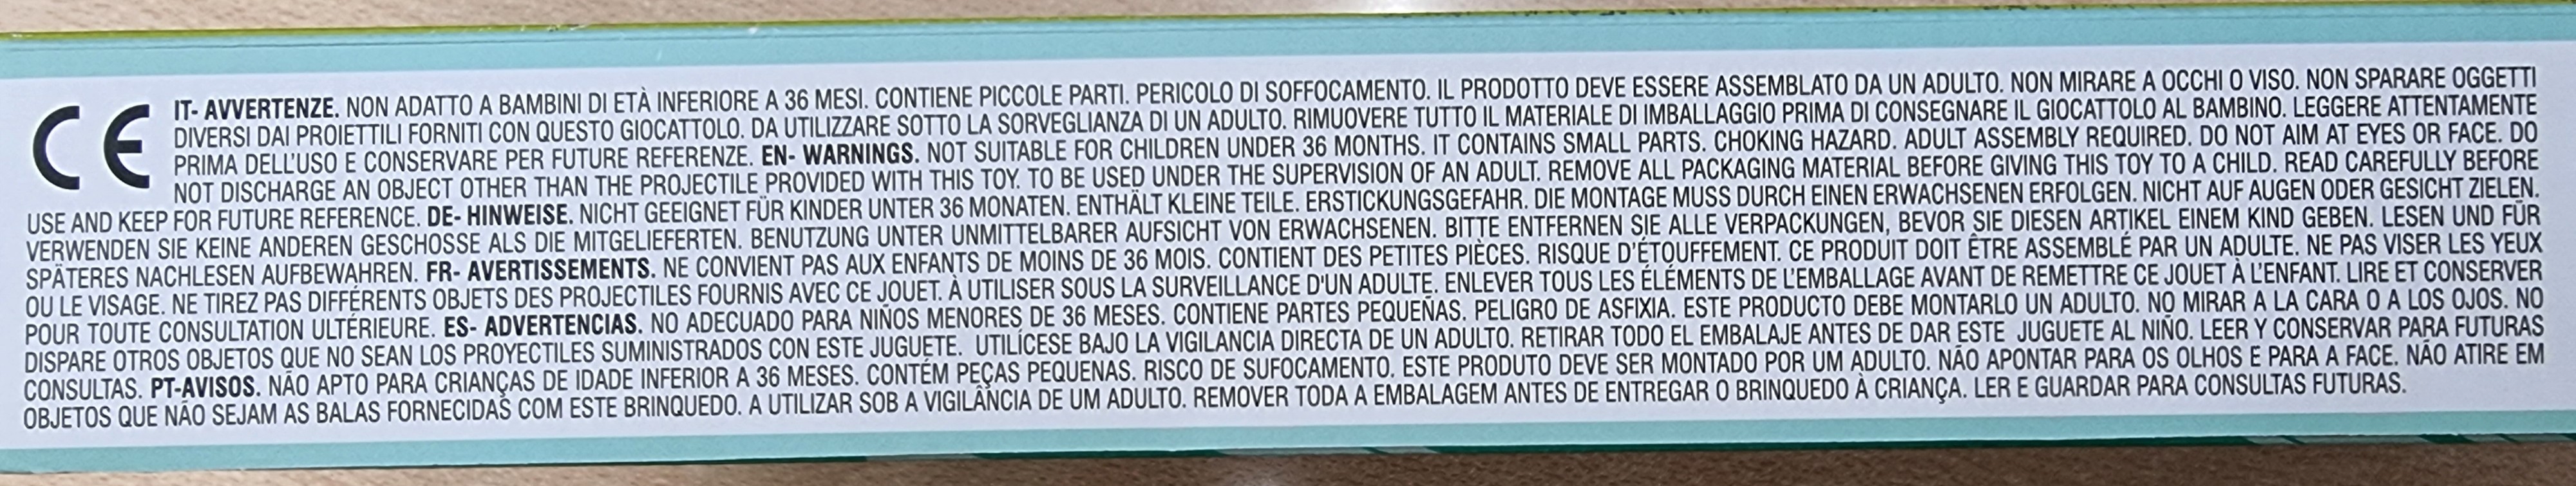 CE IT- AVVERTENZE. NON ADATTO A BAMBINI DI ETÀ INFERIORE A 36 MESI. CONTIENE PICCOLE PARTI. PERICOLO DI SOFFOCAMENTO. IL PRODOTTO DEVE ESSERE ASSEMBLATO DA UN ADULTO. NON MIRARE A OCCHI O VISO. NON SPARARE OGGETTI
DIVERSI DAI PROIETTILI FORNITI CON QUESTO GIOCATTOLO. DA UTILIZZARE SOTTO LA SORVEGLIANZA DI UN ADULTO. RIMUOVERE TUTTO IL MATERIALE DI IMBALLAGGIO PRIMA DI CONSEGNARE IL GIOCATTOLO AL BAMBINO. LEGGERE ATTENTAMENTE
PRIMA DELL'USO E CONSERVARE PER FUTURE REFERENZE. EN- WARNINGS. NOT SUITABLE FOR CHILDREN UNDER 36 MONTHS. IT CONTAINS SMALL PARTS. CHOKING HAZARD. ADULT ASSEMBLY REQUIRED. DO NOT AIM AT EYES OR FACE. DO
NOT DISCHARGE AN OBJECT OTHER THAN THE PROJECTILE PROVIDED WITH THIS TOY. TO BE USED UNDER THE SUPERVISION OF AN ADULT. REMOVE ALL PACKAGING MATERIAL BEFORE GIVING THIS TOY TO A CHILD. READ CAREFULLY BEFORE
USE AND KEEP FOR FUTURE REFERENCE. DE- HINWEISE. NICHT GEEIGNET FÜR KINDER UNTER 36 MONATEN. ENTHÄLT KLEINE TEILE. ERSTICKUNGSGEFAHR. DIE MONTAGE MUSS DURCH EINEN ERWACHSENEN ERFOLGEN. NICHT AUF AUGEN ODER GESICHT ZIELEN.
VERWENDEN SIE KEINE ANDEREN GESCHOSSE ALS DIE MITGELIEFERTEN. BENUTZUNG UNTER UNMITTELBARER AUFSICHT VON ERWACHSENEN. BITTE ENTFERNEN SIE ALLE VERPACKUNGEN, BEVOR SIE DIESEN ARTIKEL EINEM KIND GEBEN. LESEN UND FÜR
SPÄTERES NACHLESEN AUFBEWAHREN. FR- AVERTISSEMENTS. NE CONVIENT PAS AUX ENFANTS DE MOINS DE 36 MOIS. CONTIENT DES PETITES PIÈCES. RISQUE D'ÉTOUFFEMENT. CE PRODUIT DOIT ÊTRE ASSEMBLÉ PAR UN ADULTE. NE PAS VISER LES YEUX
OU LE VISAGE. NE TIREZ PAS DIFFÉRENTS OBJETS DES PROJECTILES FOURNIS AVEC CE JOUET. À UTILISER SOUS LA SURVEILLANCE D'UN ADULTE. ENLEVER TOUS LES ÉLÉMENTS DE L'EMBALLAGE AVANT DE REMETTRE CE JOUET À L'ENFANT. LIRE ET CONSERVER
POUR TOUTE CONSULTATION ULTÉRIEURE. ES- ADVERTENCIAS. NO ADECUADO PARA NIÑOS MENORES DE 36 MESES. CONTIENE PARTES PEQUEÑAS. PELIGRO DE ASFIXIA. ESTE PRODUCTO DEBE MONTARLO UN ADULTO. NO MIRAR A LA CARA O A LOS OJOS. NO
DISPARE OTROS OBJETOS QUE NO SEAN LOS PROYECTILES SUMINISTRADOS CON ESTE JUGUETE. UTILÍCESE BAJO LA VIGILANCIA DIRECTA DE UN ADULTO. RETIRAR TODO EL EMBALAJE ANTES DE DAR ESTE JUGUETE AL NIÑO. LEER Y CONSERVAR PARA FUTURAS
CONSULTAS. PT-AVISOS. NÃO APTO PARA CRIANÇAS DE IDADE INFERIOR A 36 MESES. CONTÉM PEÇAS PEQUENAS. RISCO DE SUFOCAMENTO. ESTE PRODUTO DEVE SER MONTADO POR UM ADULTO. NÃO APONTAR PARA OS OLHOS E PARA A FACE. NÃO ATIRE EM
OBJETOS QUE NÃO SEJAM AS BALAS FORNECIDAS COM ESTE BRINQUEDO. A UTILIZAR SOB A VIGILÂNCIA DE UM ADULTO. REMOVER TODA A EMBALAGEM ANTES DE ENTREGAR O BRINQUEDO À CRIANÇA. LER E GUARDAR PARA CONSULTAS FUTURAS.